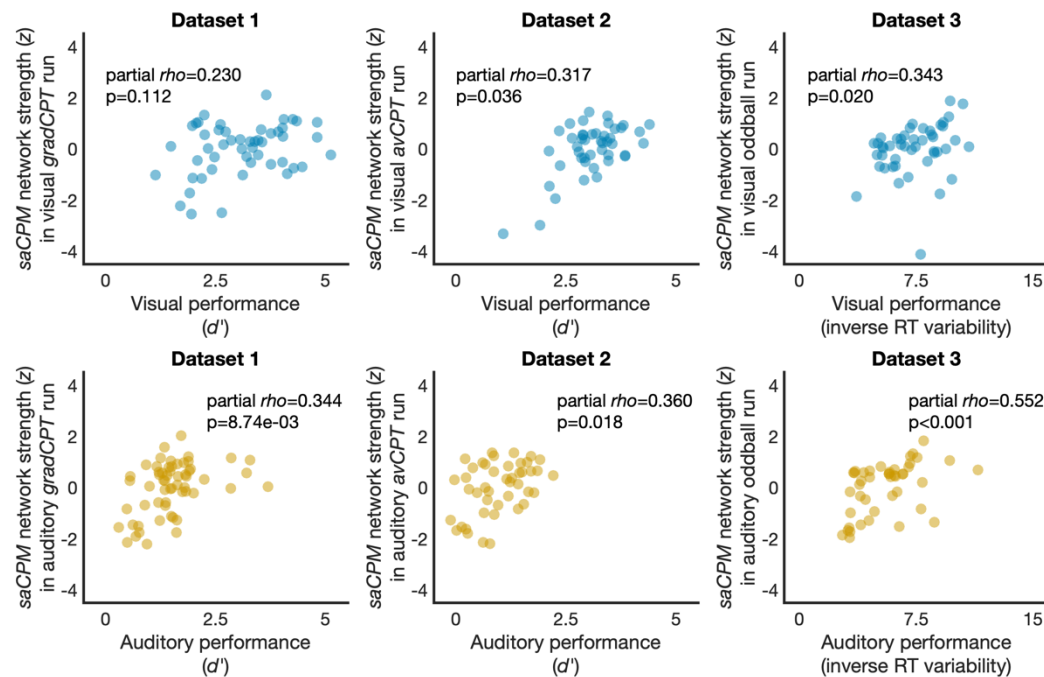 Dataset 1
saCPM network strength (z)
in visual gradCPT run
4
2
0
-2
-4
partial rho=0.230
p=0.112
0
2.5
5
Visual performance
(d')
Dataset 2
saCPM network strength (z)
in visual avCPT run
4
2
0
-2
-4
partial rho=0.317
p=0.036
0
2.5
5
Visual performance
(d')
Dataset 3
saCPM network strength (z)
in visual oddball run
4
2
0
-2
-4
partial rho=0.343
p=0.020
0
7.5
15
Visual performance
(inverse RT variability)
Dataset 1
saCPM network strength (z)
in auditory gradCPT run
4
2
0
-2
-4
partial rho=0.344
p=8.74e-03
0
2.5
5
Auditory performance
(d')
Dataset 2
saCPM network strength (z)
in auditory avCPT run
4
2
0
-2
-4
partial rho=0.360
p=0.018
0
2.5
5
Auditory performance
(d')
Dataset 3
saCPM network strength (z)
in auditory oddball run
4
2
0
-2
-4
partial rho=0.552
p<0.001
0
7.5
15
Auditory performance
(inverse RT variability)